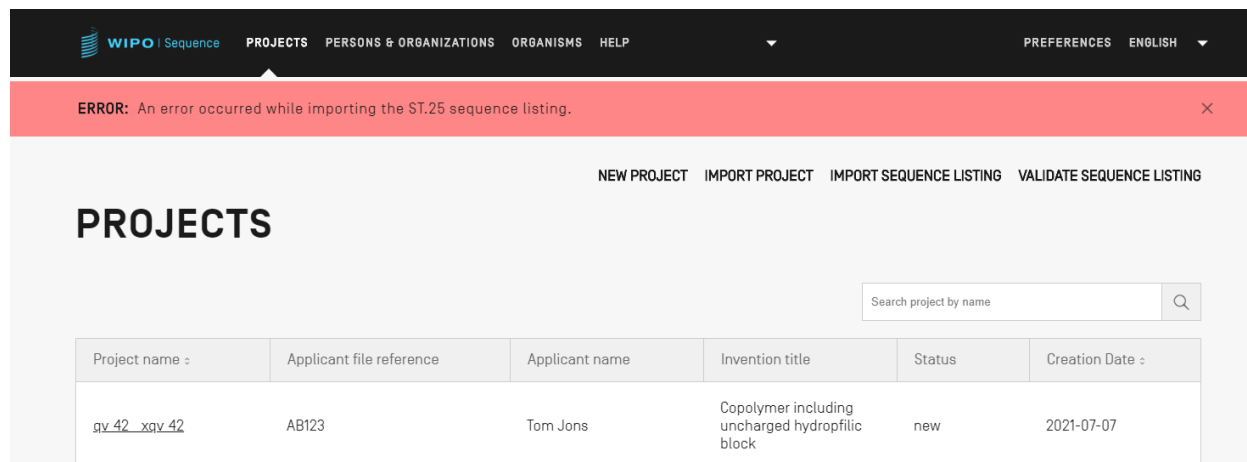 WIPO | Sequence PROJECTS PERSONS & ORGANIZATIONS ORGANISMS HELP PREFERENCES ENGLISH
ERROR: An error occurred while importing the ST.25 sequence listing.
NEW PROJECT IMPORT PROJECT IMPORT SEQUENCE LISTING VALIDATE SEQUENCE LISTING
PROJECTS
Search project by name
Project name Applicant file reference Applicant name Invention title Status Creation Date
Copolymer including
qv_42__xqv_42 AB123 Tom Jons uncharged hydropfilic new 2021-07-07
block